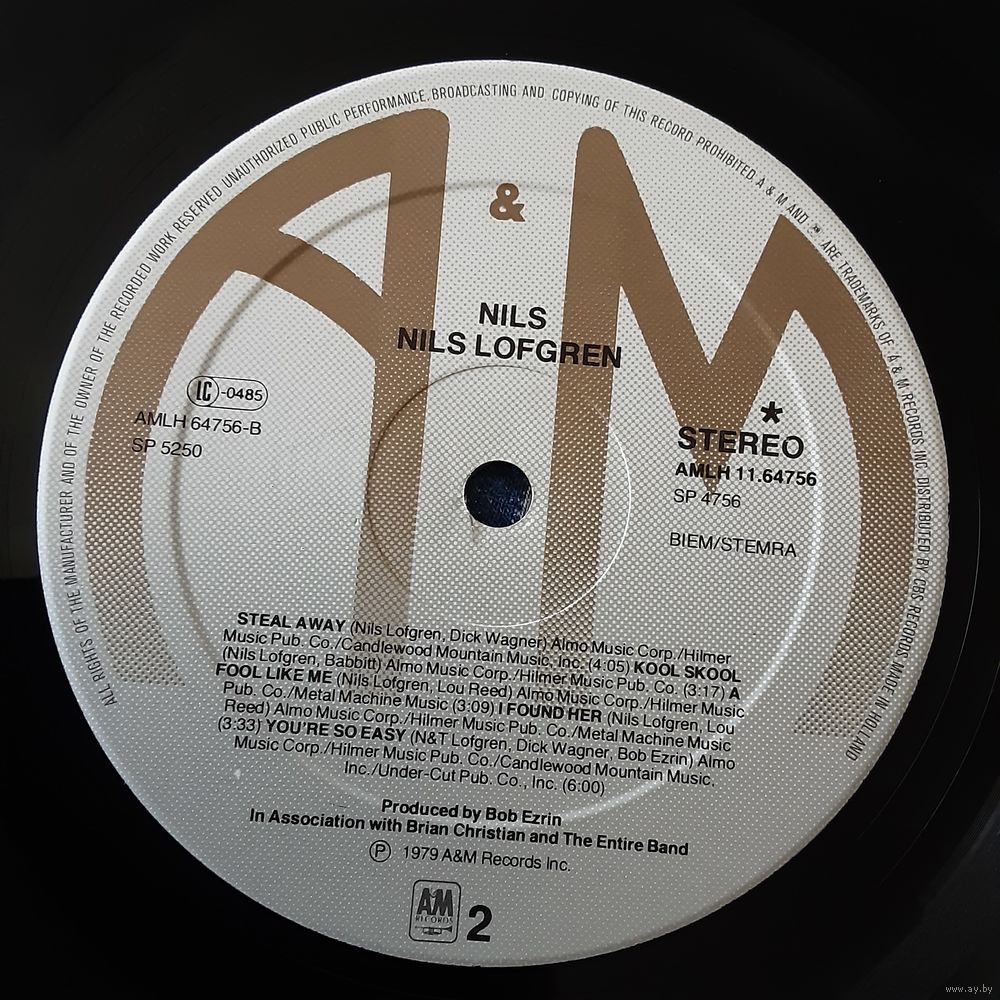 ALL RIGHTS OF THE MANUFACTURER AND OF THE OWNER OF THE RECORDED WORK RESERVED UNAUTHORIZED PUBLIC PERFORMANCE, BROADCASTING AND COPYING OF THIS RECORD PROHIBITED. A & M AND ARE TRADEMARKS OF A & M RECORDS INC. DISTRIBUTED BY CBS RECORDS MADE IN HOLLAND
A & M
NILS
NILS LOFGREN
LC-0485
AMLH 64756-B
SP 5250
*
STEREO
AMLH 11.64756
SP 4756
BIEM/STEMRA
STEAL AWAY (Nils Lofgren, Dick Wagner) Almo Music Corp./Hilmer
Music Pub. Co./Candlewood Mountain Music, Inc. (4:05) KOOL SKOOL
(Nils Lofgren, Babbitt) Almo Music Corp./Hilmer Music Pub. Co. (3:17) A
FOOL LIKE ME (Nils Lofgren, Lou Reed) Almo Music Corp./Hilmer Music
Pub. Co./Metal Machine Music (3:09) I FOUND HER (Nils Lofgren, Lou
Reed) Almo Music Corp./Hilmer Music Pub. Co./Metal Machine Music
(3:33) YOU'RE SO EASY (N&T Lofgren, Dick Wagner, Bob Ezrin) Almo
Music Corp./Hilmer Music Pub. Co./Candlewood Mountain Music,
Inc./Under-Cut Pub. Co., Inc. (6:00)
Produced by Bob Ezrin
In Association with Brian Christian and The Entire Band
℗ 1979 A&M Records Inc.
A&M
RECORDS
2
www.ay.by